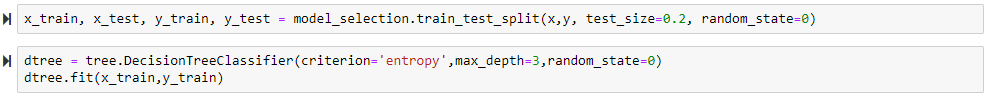 x_train, x_test, y_train, y_test = model_selection.train_test_split(x,y, test_size=0.2, random_state=0)
dtree = tree.DecisionTreeClassifier(criterion='entropy',max_depth=3,random_state=0)
dtree.fit(x_train,y_train)